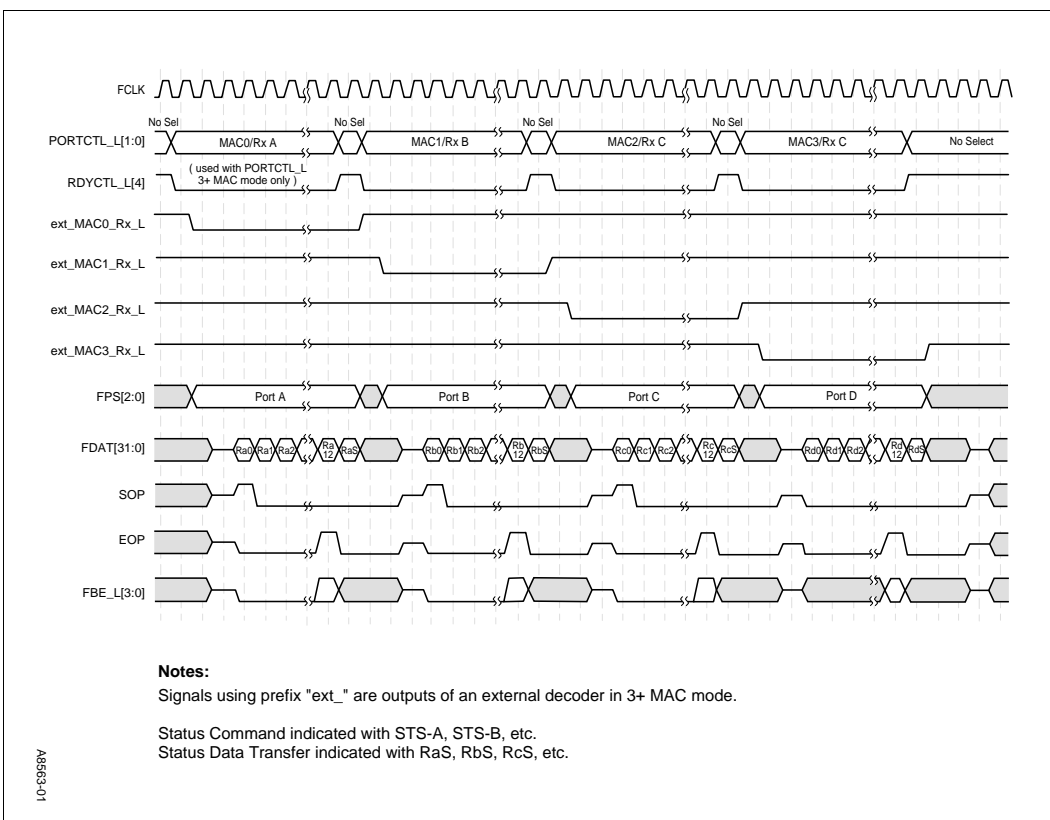 FCLK
No Sel No Sel No Sel No Sel
PORTCTL_L[1:0] MAC0/Rx A MAC1/Rx B MAC2/Rx C MAC3/Rx C No Select
( used with PORTCTL_L
3+ MAC mode only )
RDYCTL_L[4]
ext_MAC0_Rx_L
ext_MAC1_Rx_L
ext_MAC2_Rx_L
ext_MAC3_Rx_L
FPS[2:0] Port A Port B Port C Port D
FDAT[31:0] Ra0 Ra1 Ra2 Ra 12 RaS Rb0 Rb1 Rb2 Rb 12 RbS Rc0 Rc1 Rc2 Rc 12 RcS Rd0 Rd1 Rd2 Rd 12 RdS
SOP
EOP
FBE_L[3:0]
Notes:
Signals using prefix "ext_" are outputs of an external decoder in 3+ MAC mode.
Status Command indicated with STS-A, STS-B, etc.
Status Data Transfer indicated with RaS, RbS, RcS, etc.
A8563-01